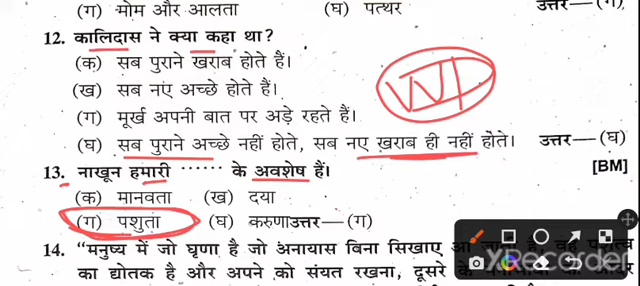 (ग) मोम और आलता (घ) पत्थर उत्तर—(ग)
12. कालिदास ने क्या कहा था?
(क) सब पुराने खराब होते हैं।
(ख) सब नए अच्छे होते हैं।
(ग) मूर्ख अपनी बात पर अड़े रहते हैं।
VVI
(घ) सब पुराने अच्छे नहीं होते, सब नए ख़राब ही नहीं होते। उत्तर—(घ)
13. नाखून हमारी ...... के अवशेष हैं। [BM]
(क) मानवता (ख) दया
(ग) पशुता (घ) करुणा उत्तर—(ग)
14. “मनुष्य में जो घृणा है जो अनायास बिना सिखाए
का द्योतक है और अपने को संयत रखना, दूसरे के
XRecorder